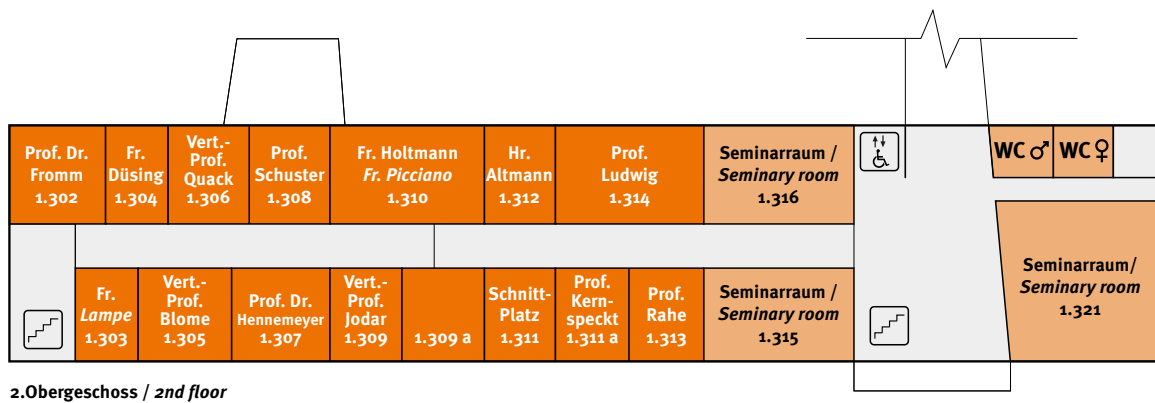 Prof. Dr.
Fromm
1.302
Fr.
Düsing
1.304
Vert.-
Prof.
Quack
1.306
Prof.
Schuster
1.308
Fr. Holtmann
Fr. Picciano
1.310
Hr.
Altmann
1.312
Prof.
Ludwig
1.314
Seminarraum /
Seminary room
1.316
WC ♂
WC ♀
Fr.
Lampe
1.303
Vert.-
Prof.
Blome
1.305
Prof. Dr.
Hennemeyer
1.307
Vert.-
Prof.
Jodar
1.309
1.309 a
Schnitt-
Platz
1.311
Prof.
Kern-
speckt
1.311 a
Prof.
Rahe
1.313
Seminarraum /
Seminary room
1.315
Seminarraum/
Seminary room
1.321
2.Obergeschoss / 2nd floor